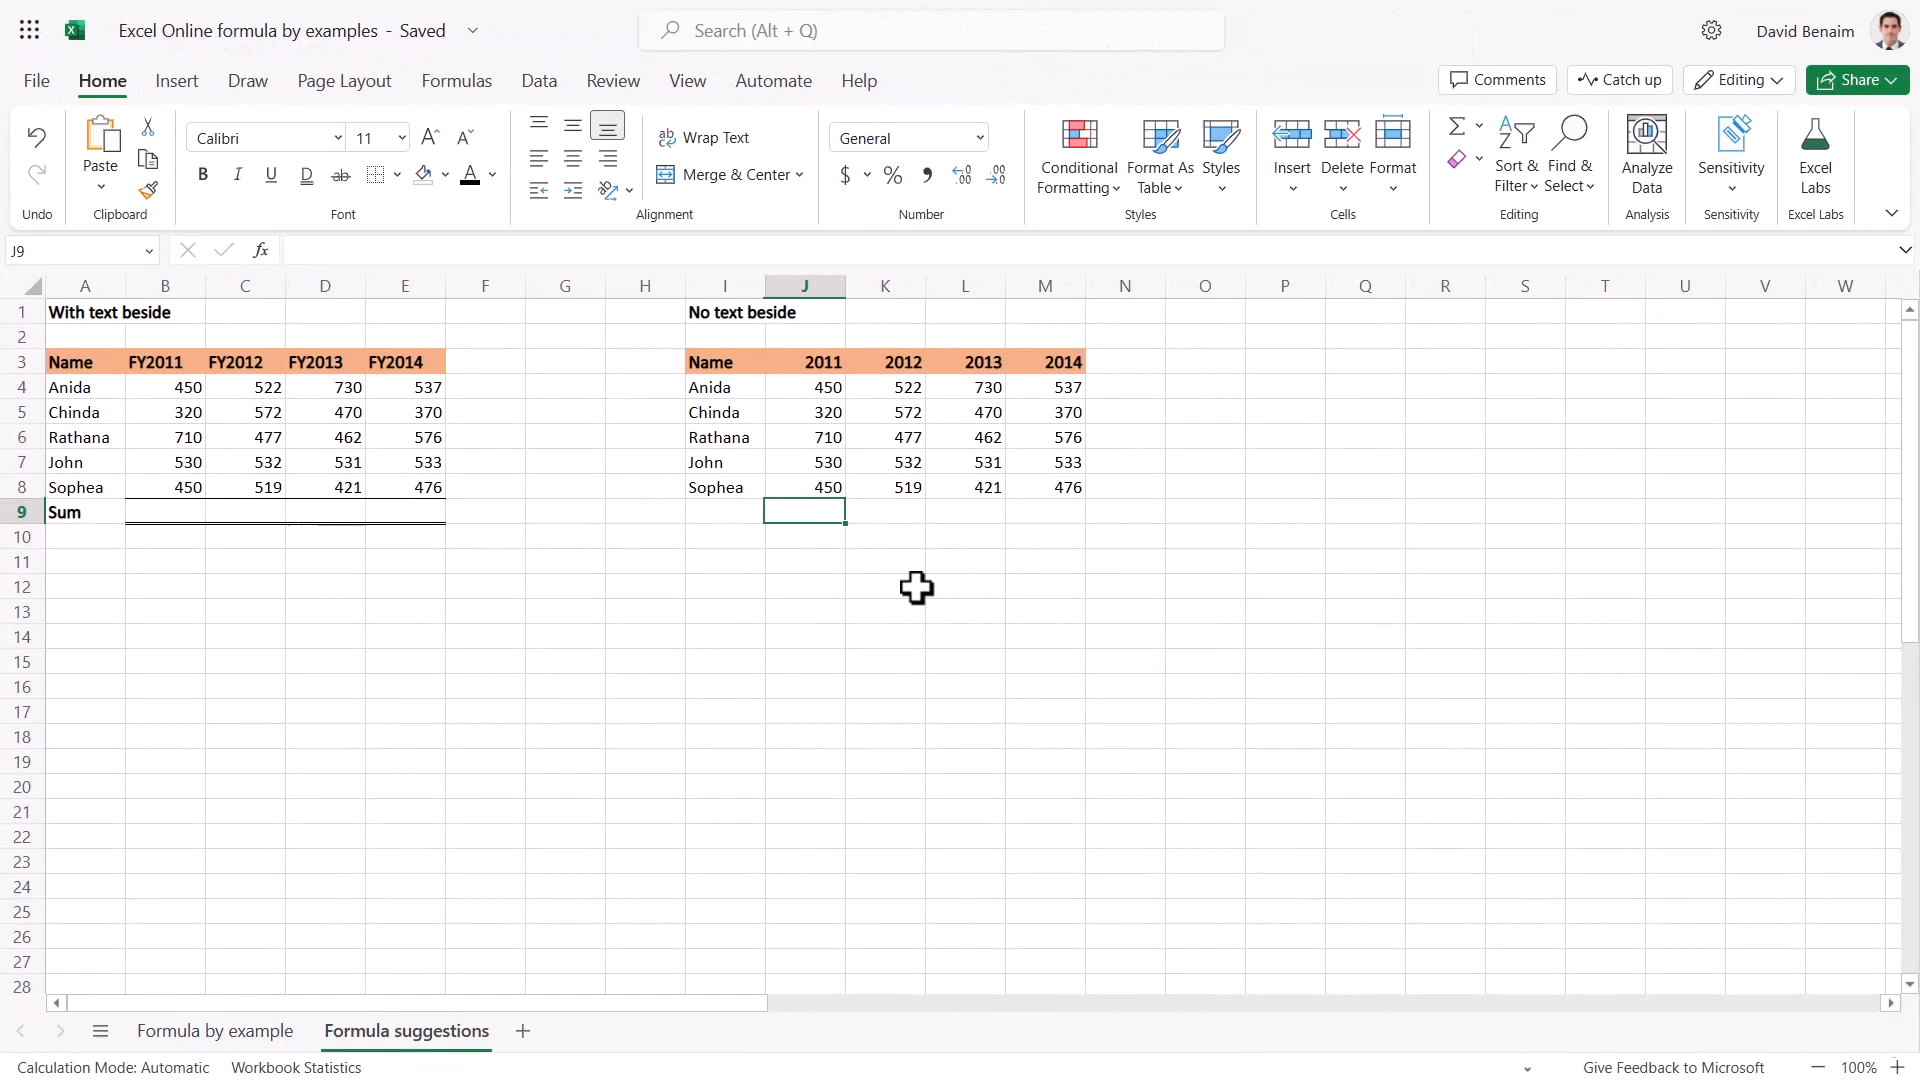 Excel Online formula by examples - Saved
Search (Alt + Q)
David Benaim
File Home Insert Draw Page Layout Formulas Data Review View Automate Help
Comments Catch up Editing Share
Calibri 11 Wrap Text General
Paste
B I U D ab A Merge & Center $ % 9
Conditional Formatting Format As Table Styles Insert Delete Format Sort & Filter Find & Select Analyze Data Sensitivity Excel Labs
Undo Clipboard Font Alignment Number Styles Cells Editing Analysis Sensitivity Excel Labs
J9 fx
A B C D E F G H I J K L M N O P Q R S T U V W
1 With text beside No text beside
2
3 Name FY2011 FY2012 FY2013 FY2014 Name 2011 2012 2013 2014
4 Anida 450 522 730 537 Anida 450 522 730 537
5 Chinda 320 572 470 370 Chinda 320 572 470 370
6 Rathana 710 477 462 576 Rathana 710 477 462 576
7 John 530 532 531 533 John 530 532 531 533
8 Sophea 450 519 421 476 Sophea 450 519 421 476
9 Sum
10
11
12
13
14
15
16
17
18
19
20
21
22
23
24
25
26
27
28
Formula by example Formula suggestions
Calculation Mode: Automatic Workbook Statistics Give Feedback to Microsoft 100%